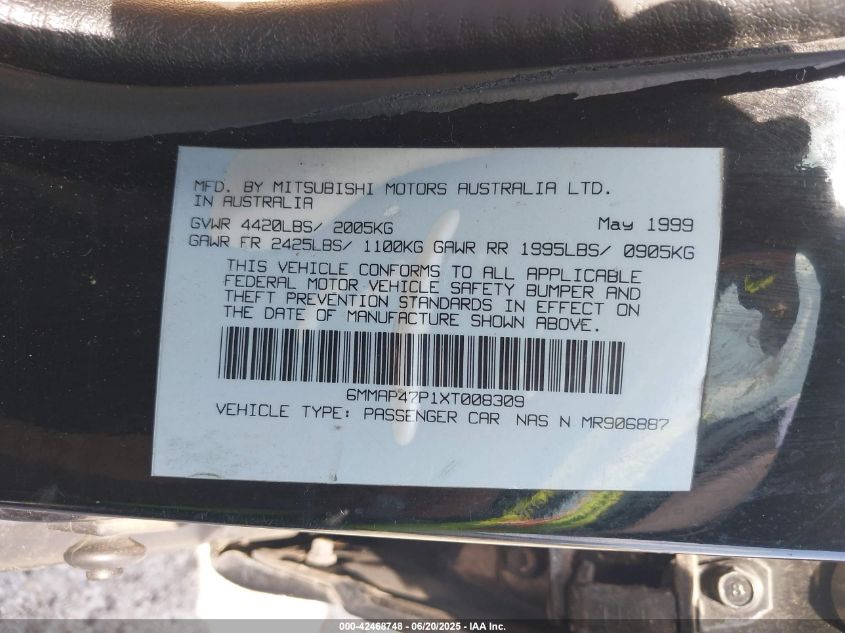 MFD. BY MITSUBISHI MOTORS AUSTRALIA LTD.
IN AUSTRALIA
GVWR 4420LBS/ 2005KG May 1999
GAWR FR 2425LBS/ 1100KG GAWR RR 1995LBS/ 0905KG
THIS VEHICLE CONFORMS TO ALL APPLICABLE
FEDERAL MOTOR VEHICLE SAFETY BUMPER AND
THEFT PREVENTION STANDARDS IN EFFECT ON
THE DATE OF MANUFACTURE SHOWN ABOVE.
6MMAP47P1XT008309
VEHICLE TYPE: PASSENGER CAR NAS N MR906887
8
000-42468748 - 06/20/2025 - IAA Inc.